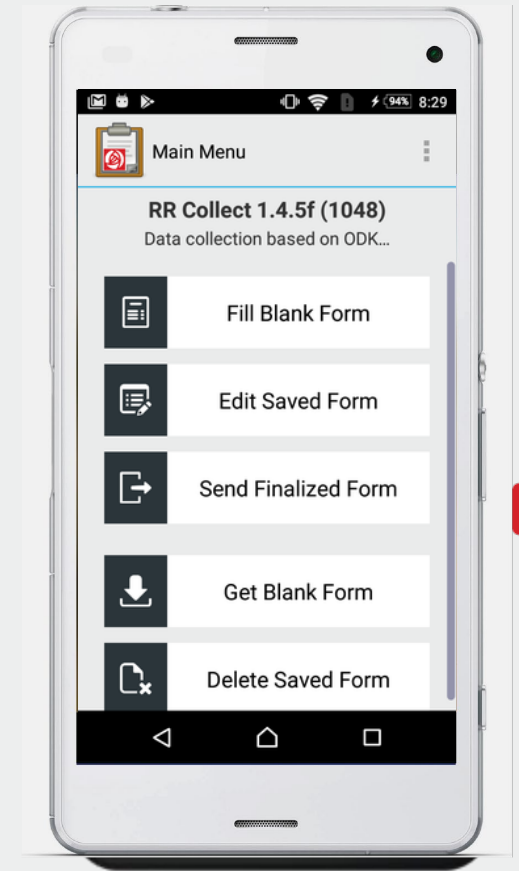 94% 8:29
Main Menu
RR Collect 1.4.5f (1048)
Data collection based on ODK...
Fill Blank Form
Edit Saved Form
Send Finalized Form
Get Blank Form
Delete Saved Form